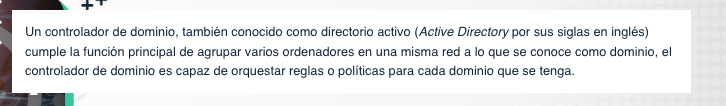 Un controlador de dominio, también conocido como directorio activo (Active Directory por sus siglas en inglés)
cumple la función principal de agrupar varios ordenadores en una misma red a lo que se conoce como dominio, el
controlador de dominio es capaz de orquestar reglas o políticas para cada dominio que se tenga.